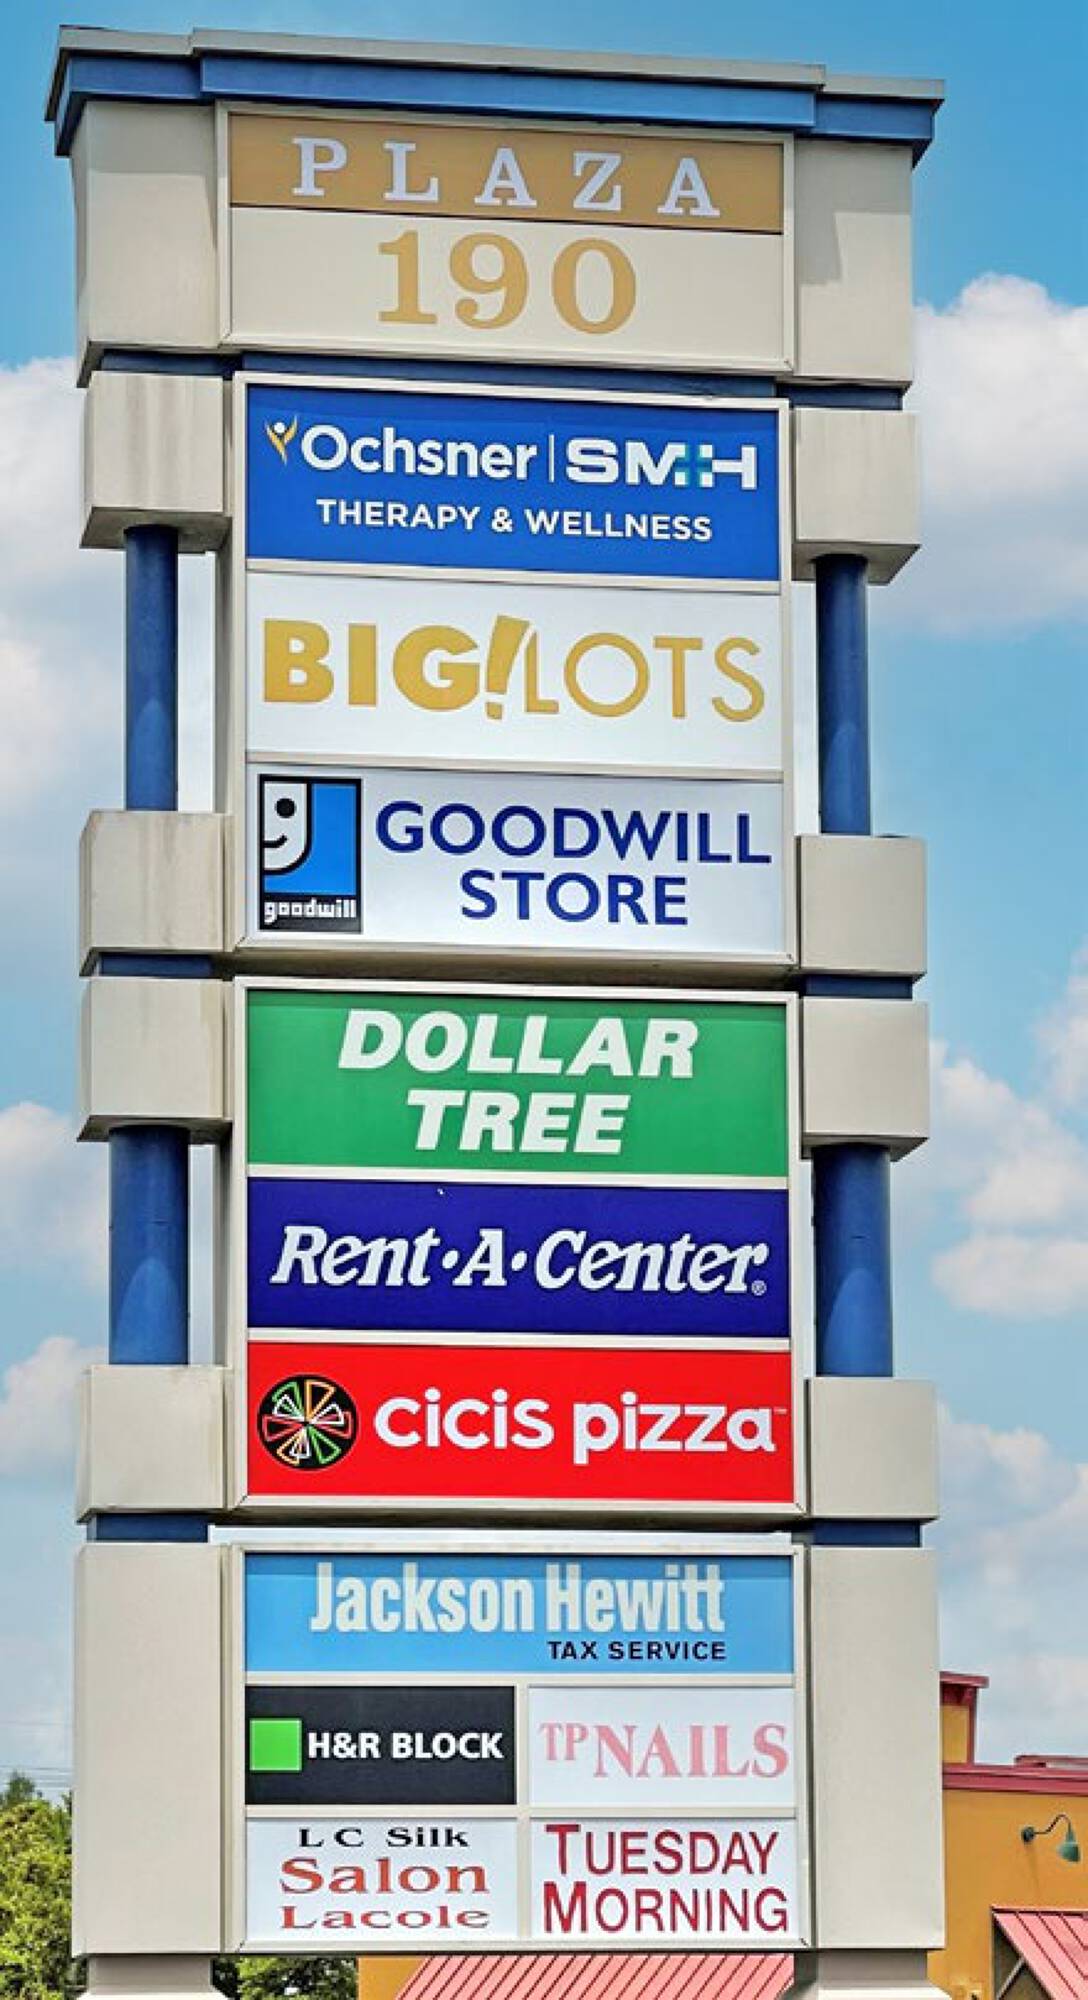 PLAZA
190
Ochsner | SMH
THERAPY & WELLNESS
BIG!LOTS
goodwill
GOODWILL
STORE
DOLLAR
TREE
Rent·A·Center®
cicis pizza™
Jackson Hewitt
TAX SERVICE
H&R BLOCK
TP NAILS
L C Silk
Salon
Lacole
TUESDAY
MORNING